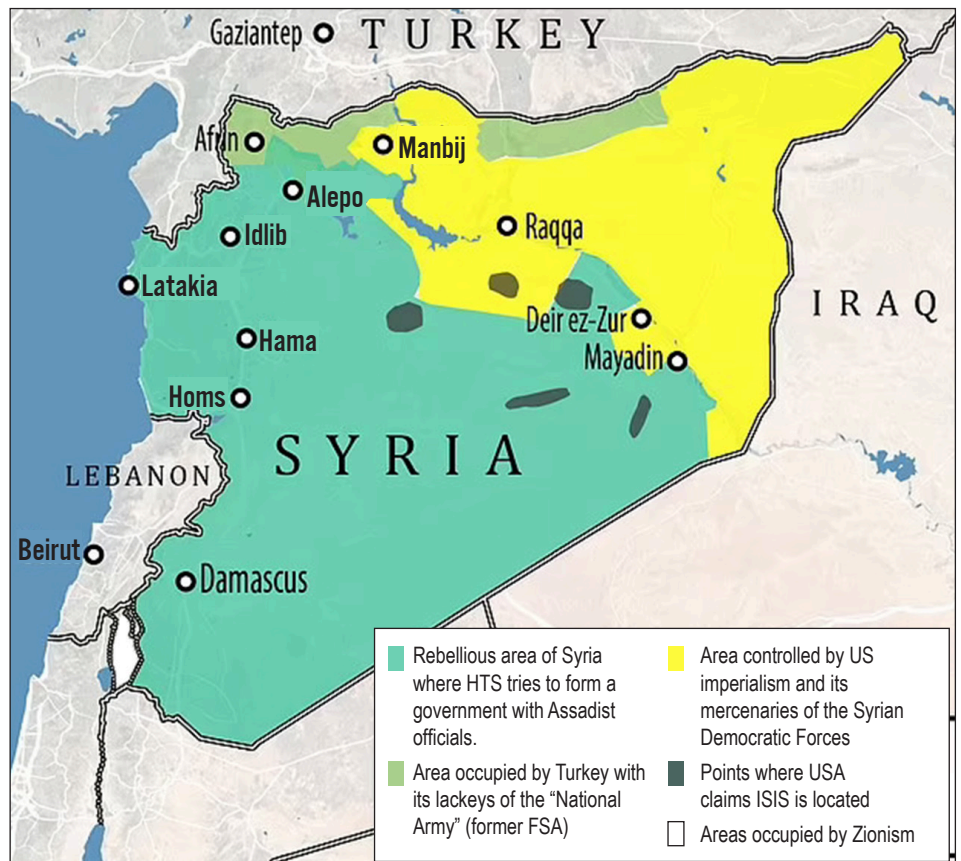 Gaziantep
TURKEY
Afrin
Manbij
Alepo
Idlib
Raqqa
Latakia
IRAQ
Deir ez-Zur
Hama
Mayadin
Homs
SYRIA
LEBANON
Beirut
Damascus
Rebellious area of Syria
where HTS tries to form a
government with Assadist
officials.
Area occupied by Turkey with
its lackeys of the “National
Army” (former FSA)
Area controlled by US
imperialism and its
mercenaries of the Syrian
Democratic Forces
Points where USA
claims ISIS is located
Areas occupied by Zionism